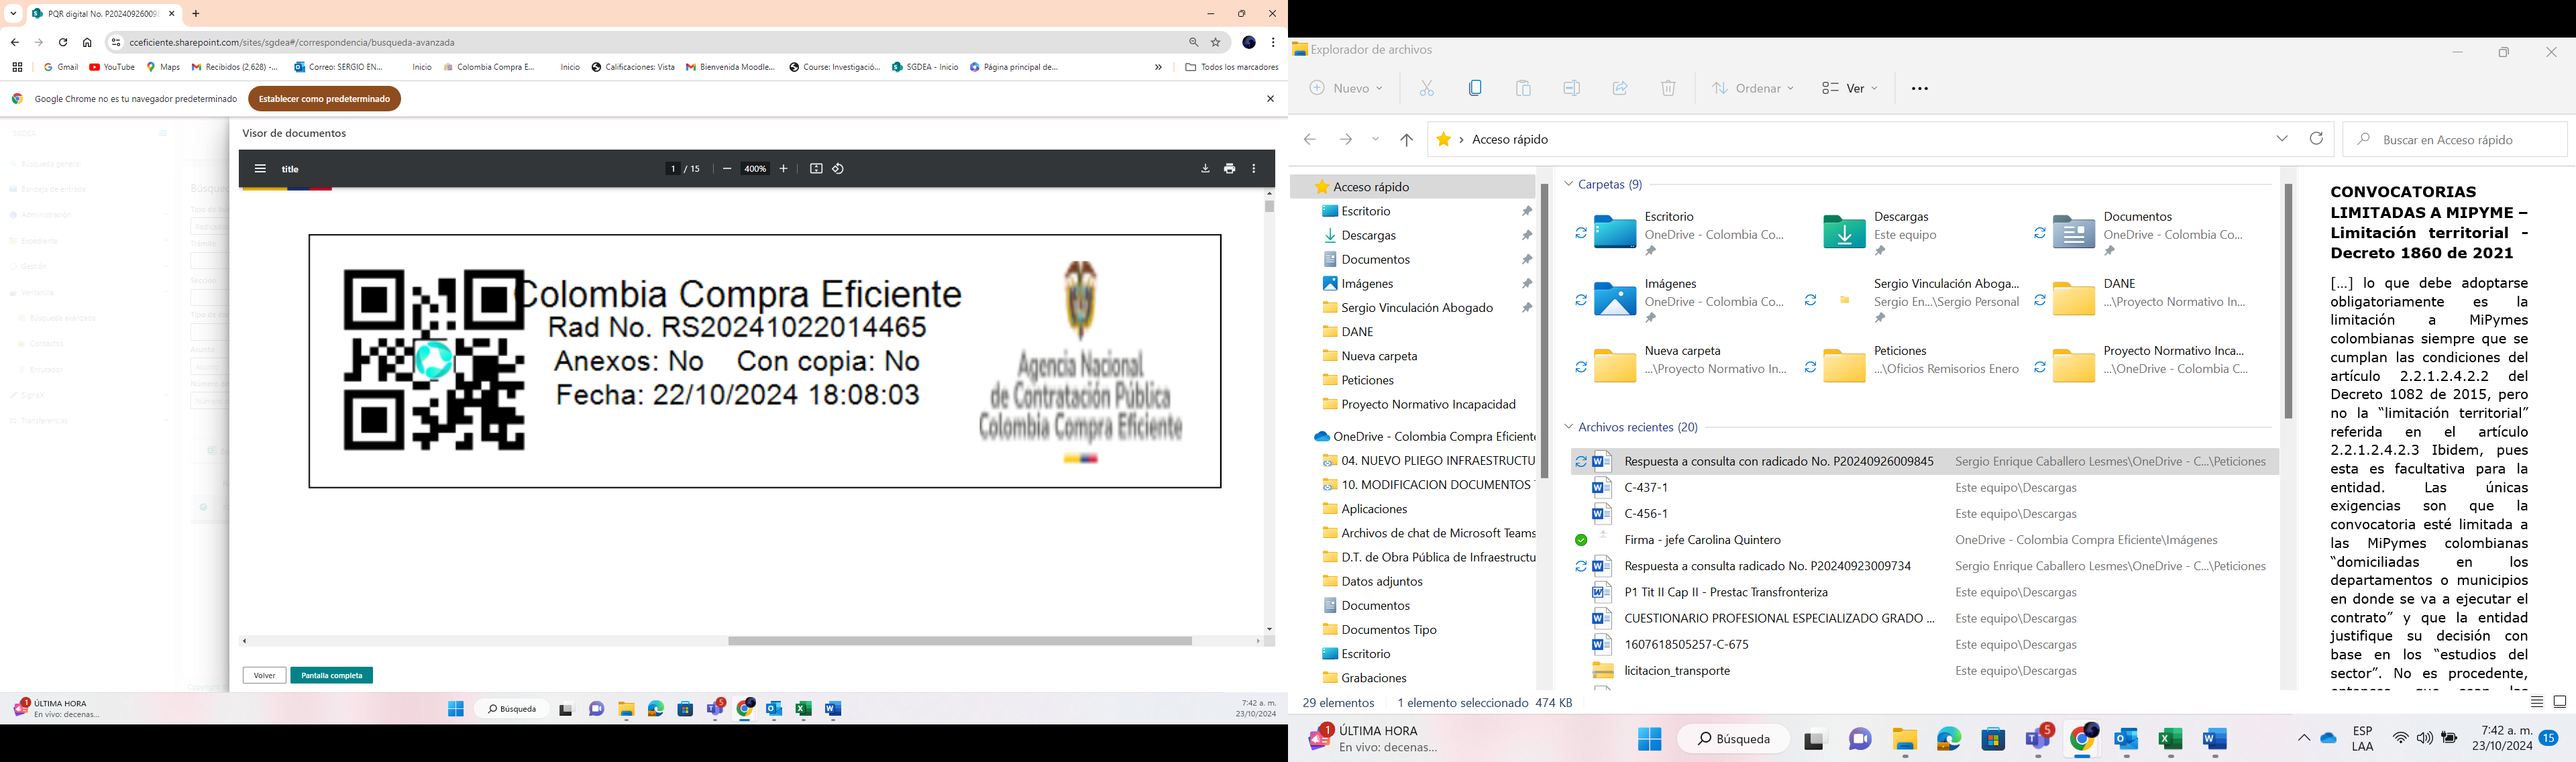 PQR digital No. P2024092600984
cceficiente.sharepoint.com/sites/sgdea#/correspondencia/busqueda-avanzada
Gmail
YouTube
Maps
Recibidos (2,628) -...
Correo: SERGIO EN...
Inicio
Colombia Compra E...
Inicio
Calificaciones: Vista
Bienvenida Moodle...
Course: Investigació...
SGDEA - Inicio
Página principal de...
»
Todos los marcadores
Google Chrome no es tu navegador predeterminado
Establecer como predeterminado
Visor de documentos
title
1 / 15
400%
Colombia Compra Eficiente
Rad No. RS20241022014465
Anexos: No Con copia: No
Fecha: 22/10/2024 18:08:03
Agencia Nacional
de Contratación Pública
Colombia Compra Eficiente
Volver
Pantalla completa
1
ÚLTIMA HORA
En vivo: decenas...
Búsqueda
5
7:42 a. m.
23/10/2024
Explorador de archivos
Nuevo
Ordenar
Ver
Acceso rápido
Buscar en Acceso rápido
Acceso rápido
Escritorio
Descargas
Documentos
Imágenes
Sergio Vinculación Abogado
DANE
Nueva carpeta
Peticiones
Proyecto Normativo Incapacidad
OneDrive - Colombia Compra Eficiente
04. NUEVO PLIEGO INFRAESTRUCTU
10. MODIFICACION DOCUMENTOS T
Aplicaciones
Archivos de chat de Microsoft Teams
D.T. de Obra Pública de Infraestructu
Datos adjuntos
Documentos
Documentos Tipo
Escritorio
Grabaciones
Carpetas (9)
Escritorio
OneDrive - Colombia Co...
Descargas
Este equipo
Documentos
OneDrive - Colombia Co...
Imágenes
OneDrive - Colombia Co...
Sergio Vinculación Aboga...
Sergio En...\Sergio Personal
DANE
...\Proyecto Normativo In...
Nueva carpeta
...\Proyecto Normativo In...
Peticiones
...\Oficios Remisorios Enero
Proyecto Normativo Inca...
...\OneDrive - Colombia C...
Archivos recientes (20)
Respuesta a consulta con radicado No. P20240926009845 Sergio Enrique Caballero Lesmes\OneDrive - C...\Peticiones
C-437-1 Este equipo\Descargas
C-456-1 Este equipo\Descargas
Firma - jefe Carolina Quintero OneDrive - Colombia Compra Eficiente\Imágenes
Respuesta a consulta radicado No. P20240923009734 Sergio Enrique Caballero Lesmes\OneDrive - C...\Peticiones
P1 Tit II Cap II - Prestac Transfronteriza Este equipo\Descargas
CUESTIONARIO PROFESIONAL ESPECIALIZADO GRADO ... Este equipo\Descargas
1607618505257-C-675 Este equipo\Descargas
licitacion_transporte Este equipo\Descargas
CONVOCATORIAS
LIMITADAS A MIPYME –
Limitación territorial -
Decreto 1860 de 2021
[...] lo que debe adoptarse
obligatoriamente es la
limitación a MiPymes
colombianas siempre que se
cumplan las condiciones del
artículo 2.2.1.2.4.2.2 del
Decreto 1082 de 2015, pero
no la “limitación territorial”
referida en el artículo
2.2.1.2.4.2.3 Ibidem, pues
esta es facultativa para la
entidad. Las únicas
exigencias son que la
convocatoria esté limitada a
las MiPymes colombianas
“domiciliadas en los
departamentos o municipios
en donde se va a ejecutar el
contrato” y que la entidad
justifique su decisión con
base en los “estudios del
sector”. No es procedente,
29 elementos
1 elemento seleccionado 474 KB
1
ÚLTIMA HORA
En vivo: decenas...
Búsqueda
5
ESP
LAA
7:42 a. m.
23/10/2024
15